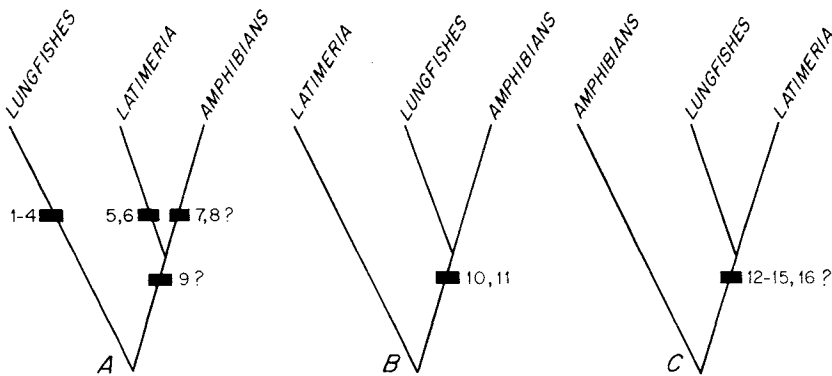 LUNGFISHES
LATIMERIA
AMPHIBIANS
1-4
5,6
7,8?
9?
A
LATIMERIA
LUNGFISHES
AMPHIBIANS
10, 11
B
AMPHIBIANS
LUNGFISHES
LATIMERIA
12-15, 16?
C